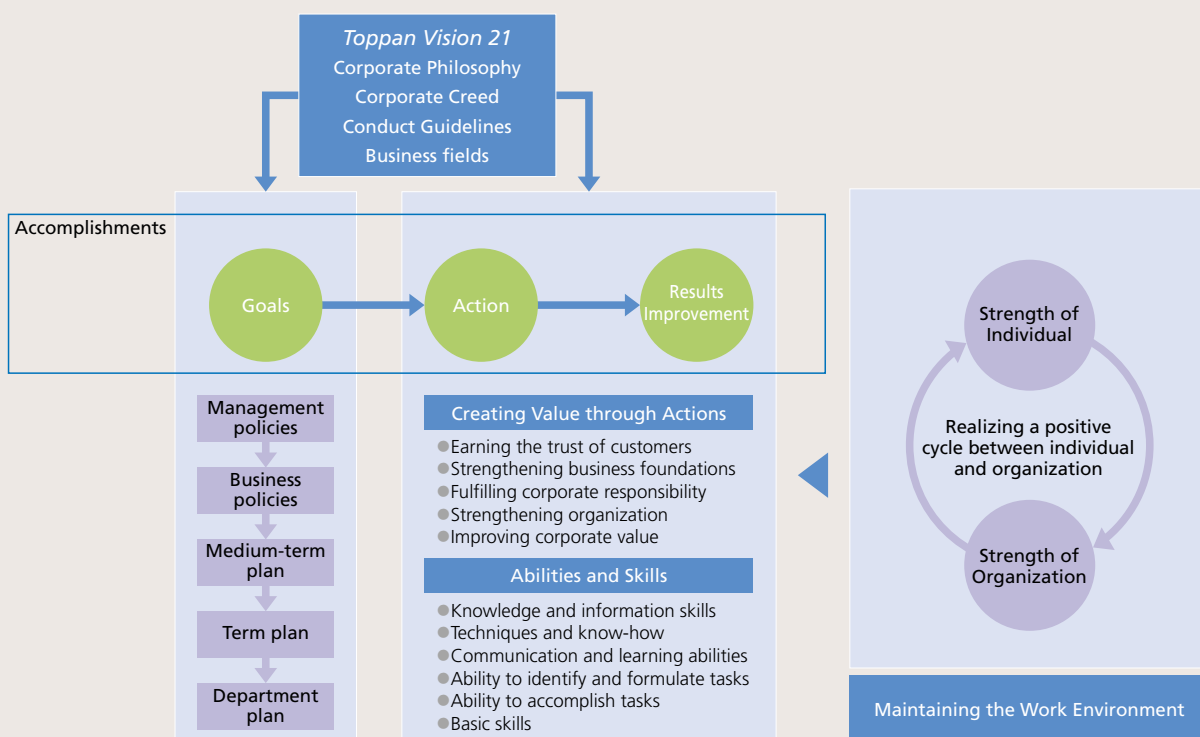 Toppan Vision 21
Corporate Philosophy
Corporate Creed
Conduct Guidelines
Business fields
Accomplishments
Goals
Action
Results
Improvement
Management
policies
Business
policies
Medium-term
plan
Term plan
Department
plan
Creating Value through Actions
●Earning the trust of customers
●Strengthening business foundations
●Fulfilling corporate responsibility
●Strengthening organization
●Improving corporate value
Abilities and Skills
●Knowledge and information skills
●Techniques and know-how
●Communication and learning abilities
●Ability to identify and formulate tasks
●Ability to accomplish tasks
●Basic skills
Strength of
Individual
Realizing a positive
cycle between individual
and organization
Strength of
Organization
Maintaining the Work Environment